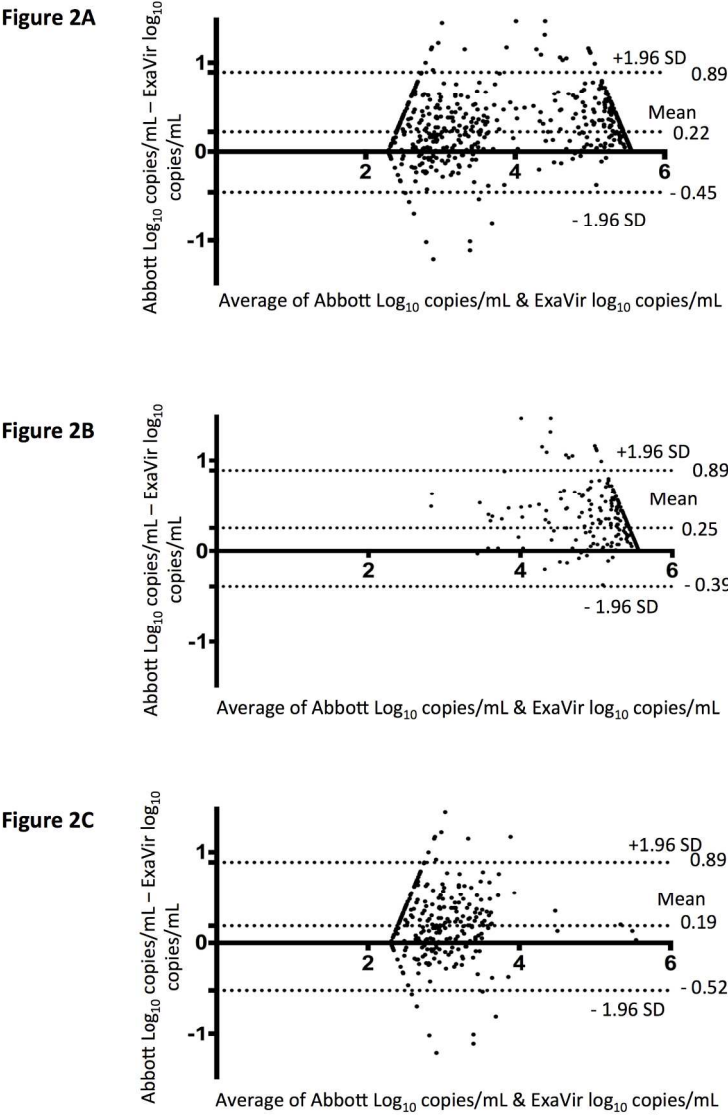 Figure 2A
Abbott Log10 copies/mL – ExaVir log10
copies/mL
1
0
-1
2
4
6
+1.96 SD
0.89
Mean
0.22
- 0.45
- 1.96 SD
Average of Abbott Log10 copies/mL & ExaVir log10 copies/mL
Figure 2B
Abbott Log10 copies/mL – ExaVir log10
copies/mL
1
0
-1
2
4
6
+1.96 SD
0.89
Mean
0.25
- 0.39
- 1.96 SD
Average of Abbott Log10 copies/mL & ExaVir log10 copies/mL
Figure 2C
Abbott Log10 copies/mL – ExaVir log10
copies/mL
1
0
-1
2
4
6
+1.96 SD
0.89
Mean
0.19
- 0.52
- 1.96 SD
Average of Abbott Log10 copies/mL & ExaVir log10 copies/mL